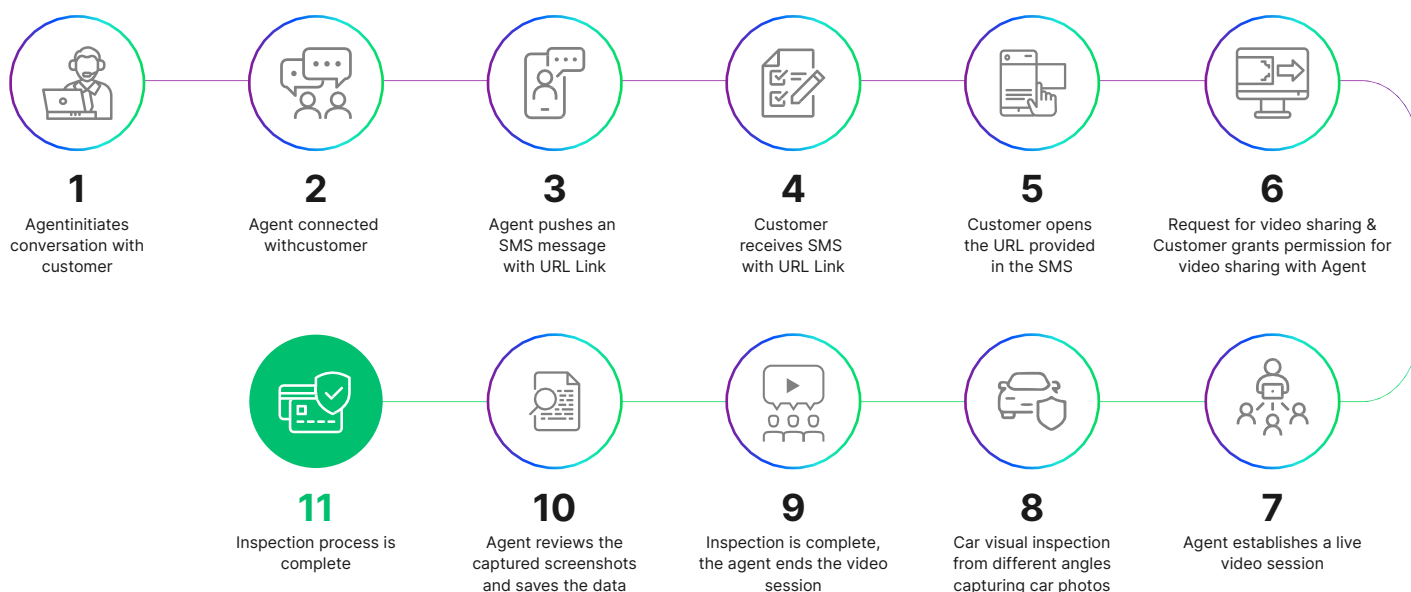 1
Agentinitiates
conversation with
customer
2
Agent connected
withcustomer
3
Agent pushes an
SMS message
with URL Link
4
Customer
receives SMS
with URL Link
5
Customer opens
the URL provided
in the SMS
6
Request for video sharing &
Customer grants permission for
video sharing with Agent
7
Agent establishes a live
video session
8
Car visual inspection
from different angles
capturing car photos
9
Inspection is complete,
the agent ends the video
session
10
Agent reviews the
captured screenshots
and saves the data
11
Inspection process is
complete